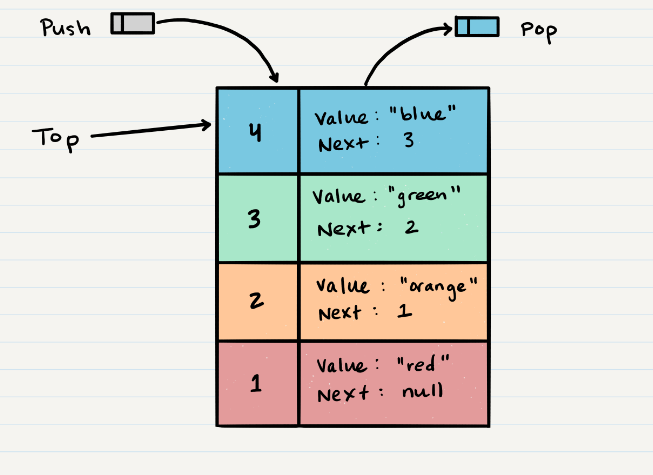 Push
Pop
Top
4
Value: "blue"
Next: 3
3
Value: "green"
Next: 2
2
Value: "orange"
Next: 1
1
Value: "red"
Next: null